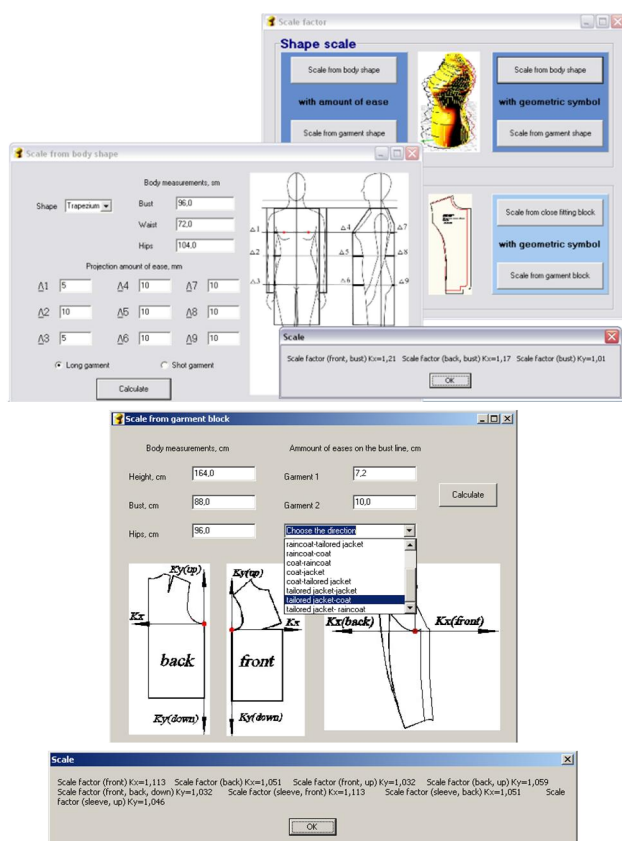 Scale factor
Shape scale
Scale from body shape
Scale from body shape
with amount of ease
with geometric symbol
Scale from garment shape
Scale from garment shape
Scale from close fitting block
with geometric symbol
Scale from garment block
Scale from body shape
Body measurements, sm
Shape Trapezium Bust 96,0
Waist 72,0
Hips 104,0
Projection amount of ease, mm
Δ1 5 Δ4 10 Δ7 10
Δ2 10 Δ5 10 Δ8 10
Δ3 5 Δ6 10 Δ9 10
Long garment Shot garment
Calculate
Δ1 Δ4 Δ7
Δ2 Δ5 Δ8
Δ3 Δ6 Δ9
Scale
Scale factor (front, bust) Kx=1,21 Scale factor (back, bust) Kx=1,17 Scale factor (bust) Ky=1,01
OK
Scale from garment block
Body measurements, cm Ammount of eases on the bust line, cm
Height, cm 164,0 Garment 1 7,2
Calculate
Bust, cm 88,0 Garment 2 10,0
Hips, cm 96,0 Choose the direction
raincoat-tailored jacket
raincoat-coat
coat-raincoat
coat-jacket
coat-tailored jacket
tailored jacket-jacket
tailored jacket-coat
tailored jacket- raincoat
Ky(up) Ky(up)
Kx Kx Kx(back) Kx(front)
back front
Ky(down) Ky(down)
Scale
Scale factor (front) Kx=1,113 Scale factor (back) Kx=1,051 Scale factor (front, up) Ky=1,032 Scale factor (back, up) Ky=1,059
Scale factor (front, back, down) Ky=1,032 Scale factor (sleeve, front) Kx=1,113 Scale factor (sleeve, back) Kx=1,051 Scale
factor (sleeve, up) Ky=1,046
OK